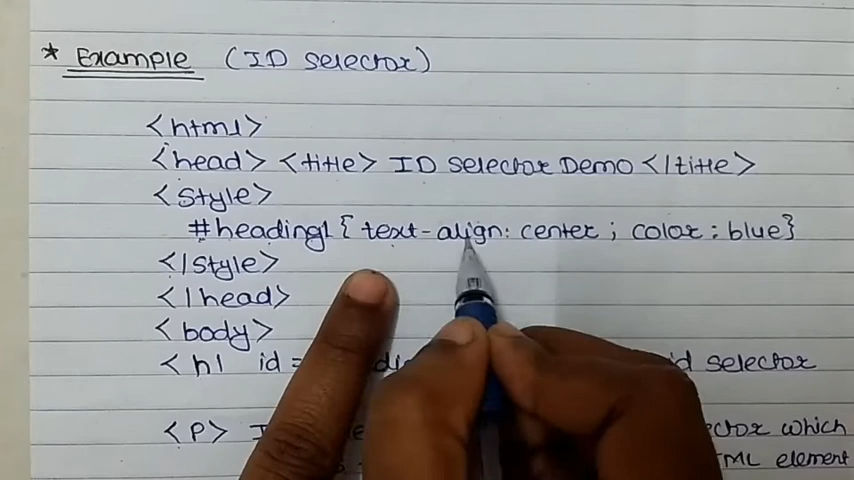 * Example (ID selector)
<html>
<head> <title> ID selector Demo </title>
<style>
#heading1 { text-align: center ; color : blue }
</style>
</head>
<body>
<h1 id = selector
<p> which
element